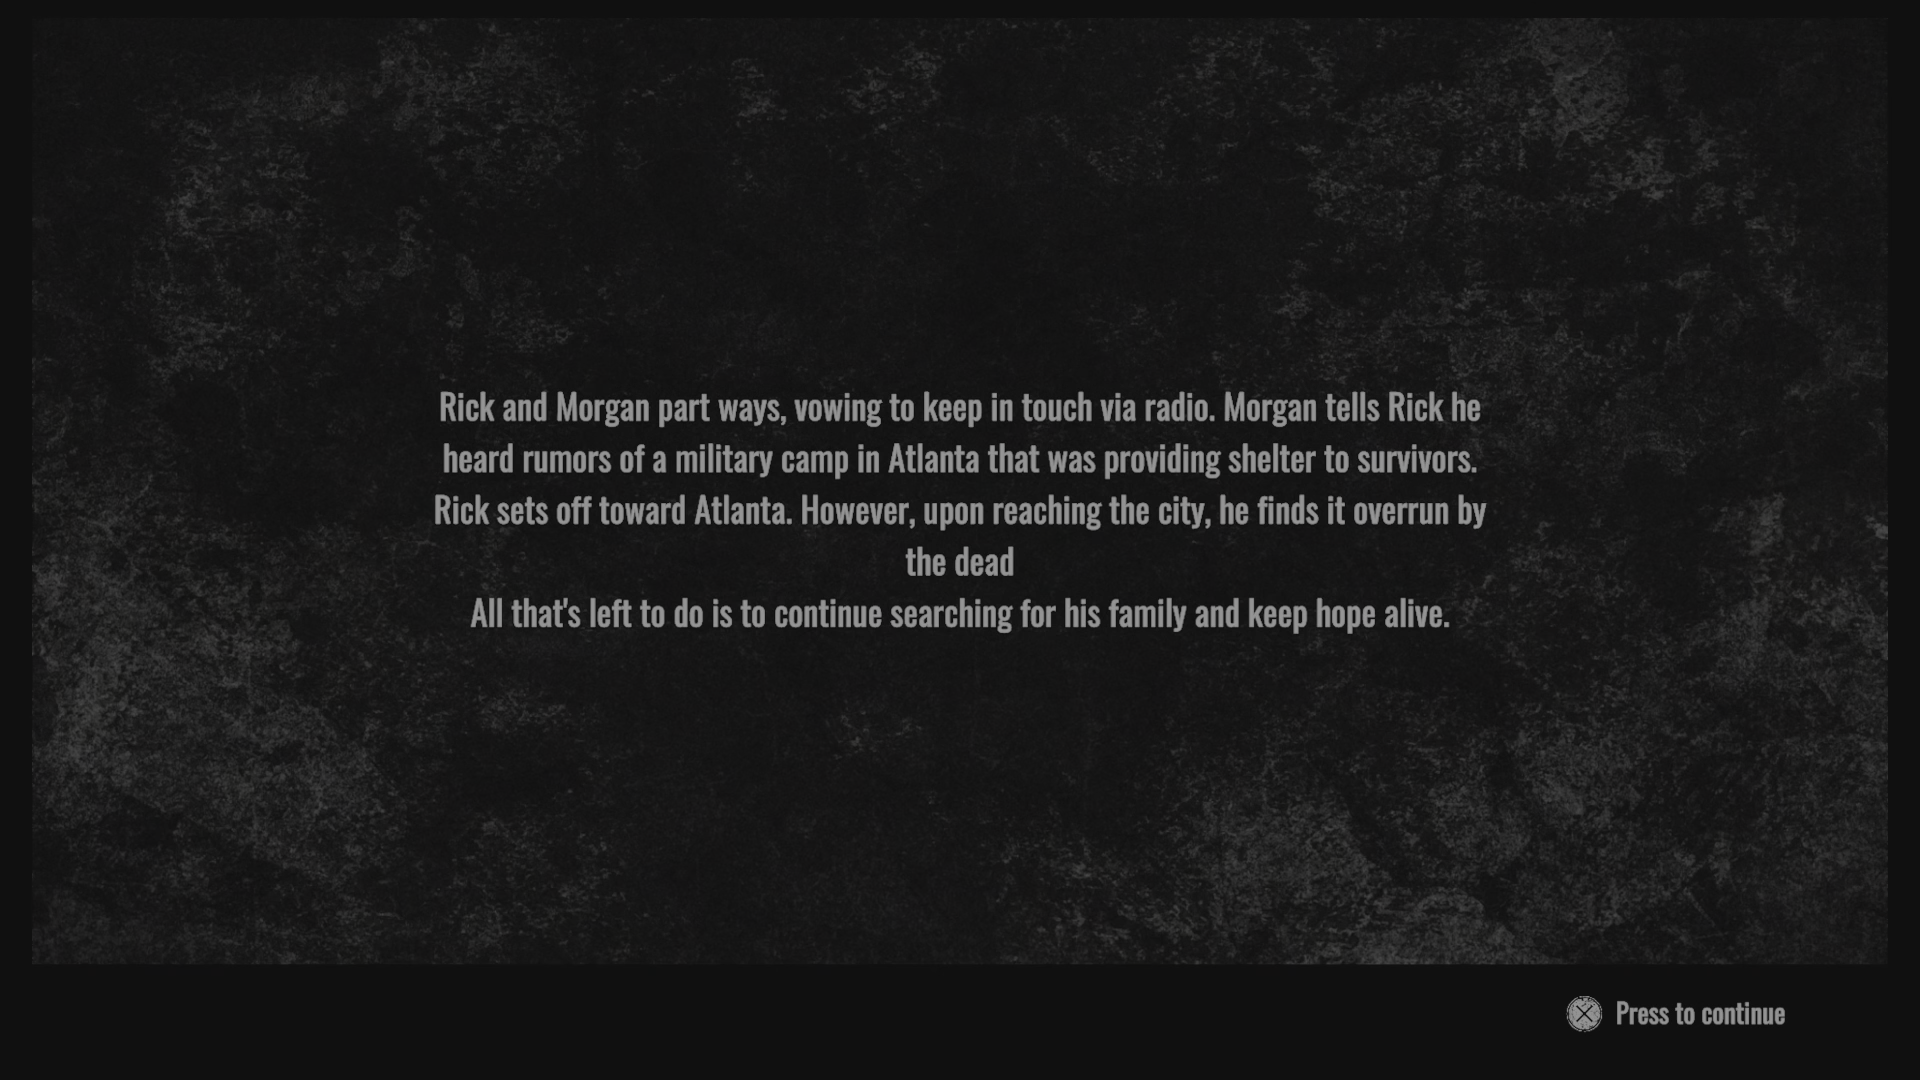 Rick and Morgan part ways, vowing to keep in touch via radio. Morgan tells Rick he
heard rumors of a military camp in Atlanta that was providing shelter to survivors.
Rick sets off toward Atlanta. However, upon reaching the city, he finds it overrun by
the dead
All that's left to do is to continue searching for his family and keep hope alive.
Press to continue